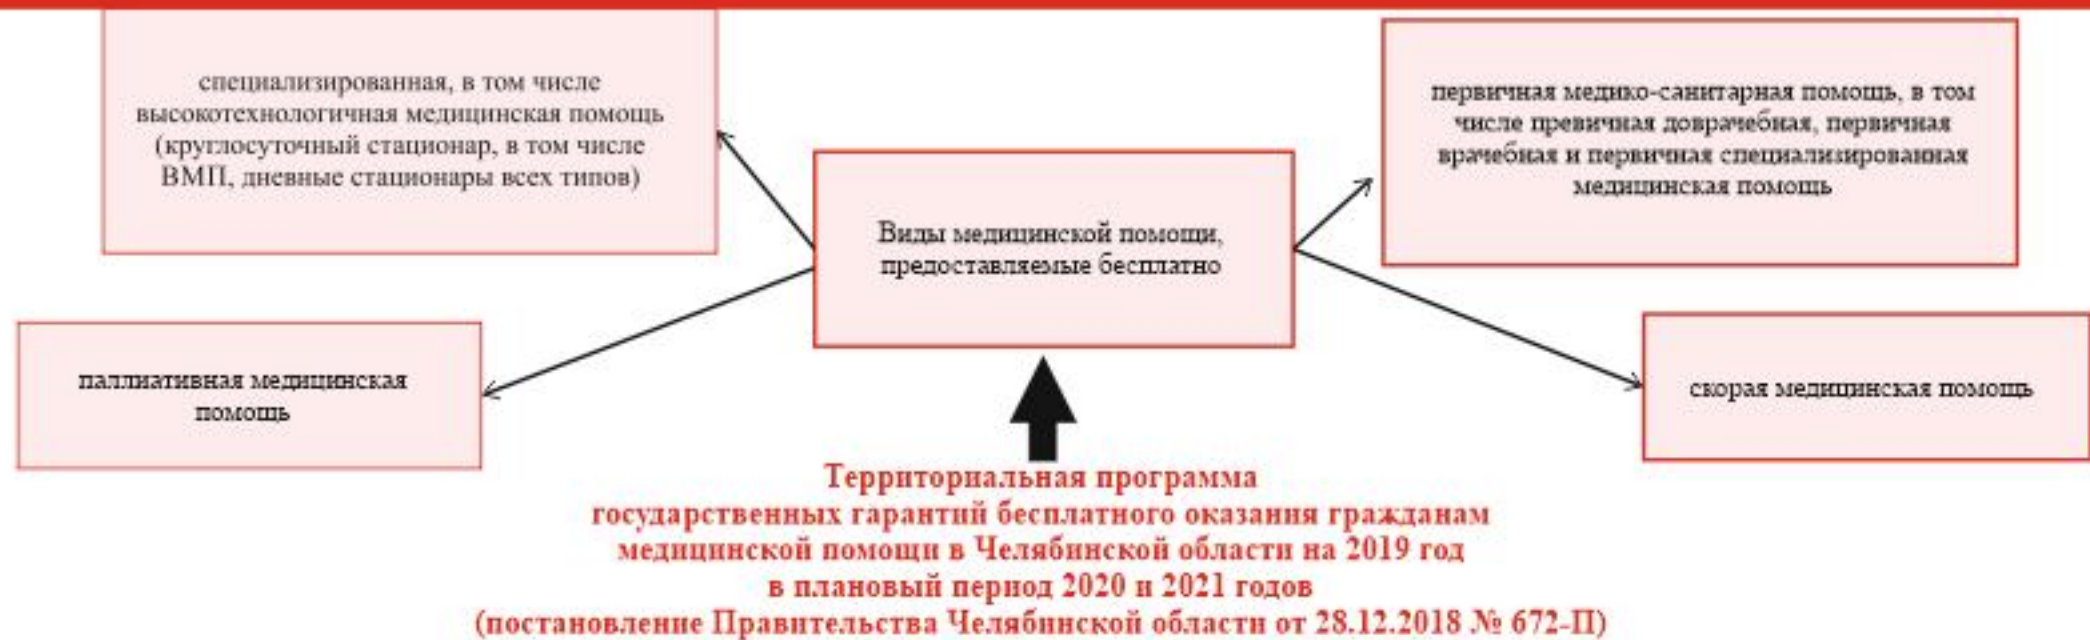 специализированная, в том числе
высокотехнологичная медицинская помощь
(круглосуточный стационар, в том числе
ВМП, дневные стационары всех типов)
первичная медико-санитарная помощь, в том
числе превичная доврачебная, первичная
врачебная и первичная специализированная
медицинская помощь
Виды медицинской помощи,
предоставляемые бесплатно
паллиативная медицинская
помощь
скорая медицинская помощь
Территориальная программа
государственных гарантий бесплатного оказания гражданам
медицинской помощи в Челябинской области на 2019 год
в плановый период 2020 и 2021 годов
(постановление Правительства Челябинской области от 28.12.2018 № 672-П)